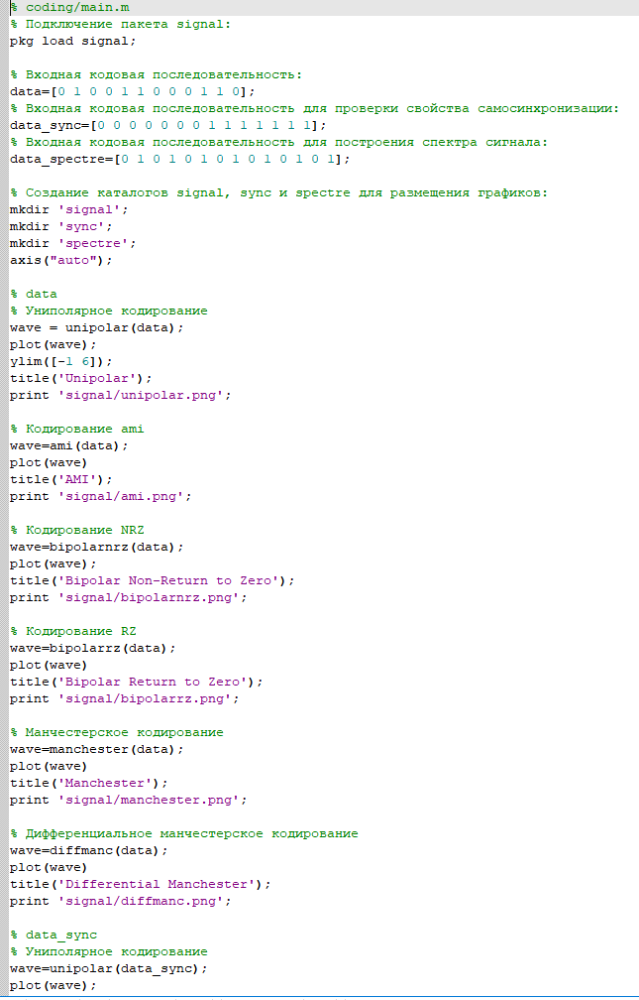 % coding/main.m
% Подключение пакета signal:
pkg load signal;
% Входная кодовая последовательность:
data=[0 1 0 0 1 1 0 0 0 1 1 0];
% Входная кодовая последовательность для проверки свойства самосинхронизации:
data_sync=[0 0 0 0 0 0 0 1 1 1 1 1 1 1];
% Входная кодовая последовательность для построения спектра сигнала:
data_spectre=[0 1 0 1 0 1 0 1 0 1 0 1 0 1];
% Создание каталогов signal, sync и spectre для размещения графиков:
mkdir 'signal';
mkdir 'sync';
mkdir 'spectre';
axis("auto");
% data
% Униполярное кодирование
wave = unipolar(data);
plot(wave);
ylim([-1 6]);
title('Unipolar');
print 'signal/unipolar.png';
% Кодирование ami
wave=ami(data);
plot(wave)
title('AMI');
print 'signal/ami.png';
% Кодирование NRZ
wave=bipolarnrz(data);
plot(wave);
title('Bipolar Non-Return to Zero');
print 'signal/bipolarnrz.png';
% Кодирование RZ
wave=bipolarrz(data);
plot(wave)
title('Bipolar Return to Zero');
print 'signal/bipolarrz.png';
% Манчестерское кодирование
wave=manchester(data);
plot(wave)
title('Manchester');
print 'signal/manchester.png';
% Дифференциальное манчестерское кодирование
wave=diffmanc(data);
plot(wave)
title('Differential Manchester');
print 'signal/diffmanc.png';
% data_sync
% Униполярное кодирование
wave=unipolar(data_sync);
plot(wave);